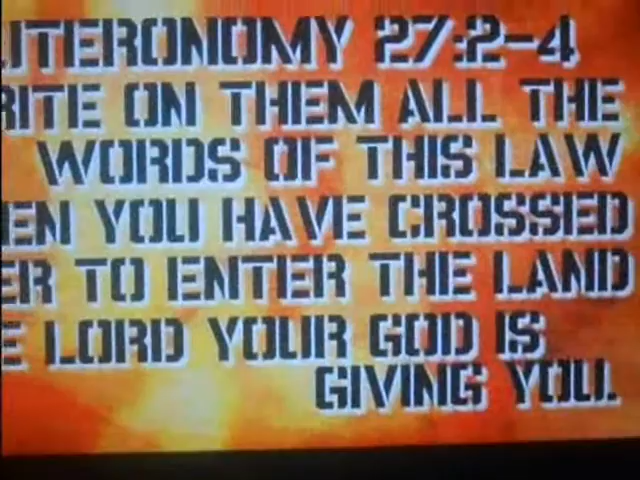 UTERONOMY 27:2-4
RITE ON THEM ALL THE
WORDS OF THIS LAW
EN YOU HAVE CROSSED
ER TO ENTER THE LAND
E LORD YOUR GOD IS
GIVING YOU.